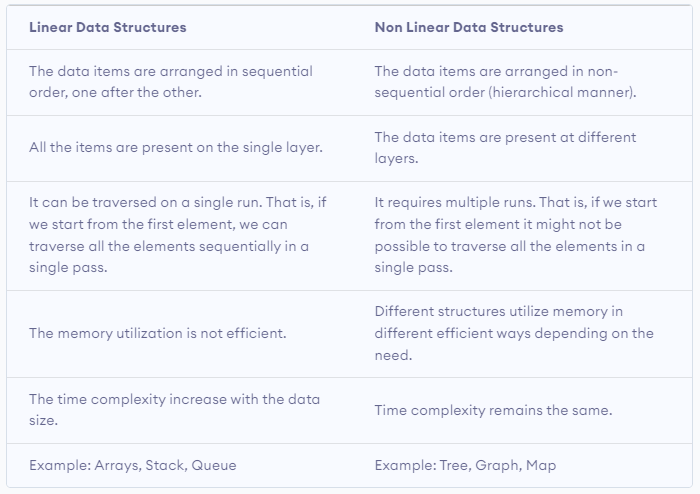 Linear Data Structures
Non Linear Data Structures
The data items are arranged in sequential
order, one after the other.
The data items are arranged in non-
sequential order (hierarchical manner).
All the items are present on the single layer.
The data items are present at different
layers.
It can be traversed on a single run. That is, if
we start from the first element, we can
traverse all the elements sequentially in a
single pass.
It requires multiple runs. That is, if we start
from the first element it might not be
possible to traverse all the elements in a
single pass.
The memory utilization is not efficient.
Different structures utilize memory in
different efficient ways depending on the
need.
The time complexity increase with the data
size.
Time complexity remains the same.
Example: Arrays, Stack, Queue
Example: Tree, Graph, Map